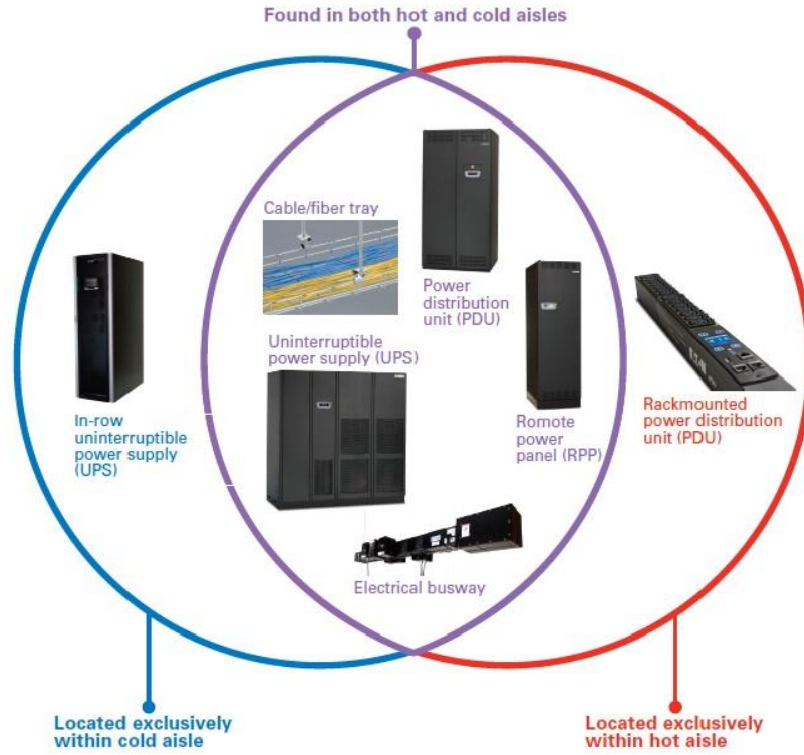 Found in both hot and cold aisles
Cable/fiber tray
Power
distribution
unit (PDU)
Uninterruptible
power supply (UPS)
In-row
uninterruptible
power supply
(UPS)
Romote
power
panel (RPP)
Rackmounted
power distribution
unit (PDU)
EATON
Electrical busway
Located exclusively
within cold aisle
Located exclusively
within hot aisle